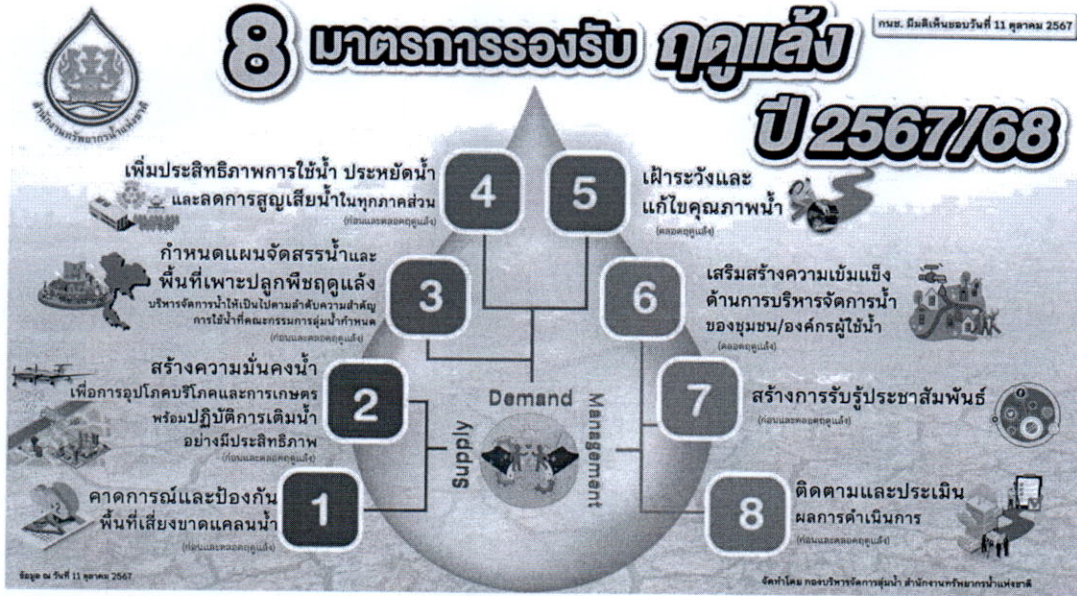 8 มาตรการรองรับ ฤดูแล้ง
ปี 2567/68
กนช. มีมติเห็นชอบวันที่ 11 ตุลาคม 2567
สำนักงานทรัพยากรน้ำแห่งชาติ
เพิ่มประสิทธิภาพการใช้น้ำ ประหยัดน้ำ
และลดการสูญเสียน้ำในทุกภาคส่วน
(ก่อนและตลอดฤดูแล้ง)
4
5
เฝ้าระวังและ
แก้ไขคุณภาพน้ำ
(ตลอดฤดูแล้ง)
กำหนดแผนจัดสรรน้ำและ
พื้นที่เพาะปลูกพืชฤดูแล้ง
บริหารจัดการน้ำให้เป็นไปตามลำดับความสำคัญ
การใช้น้ำที่คณะกรรมการลุ่มน้ำกำหนด
(ก่อนและตลอดฤดูแล้ง)
3
6
เสริมสร้างความเข้มแข็ง
ด้านการบริหารจัดการน้ำ
ของชุมชน/องค์กรผู้ใช้น้ำ
(ตลอดฤดูแล้ง)
สร้างความมั่นคงน้ำ
เพื่อการอุปโภคบริโภคและการเกษตร
พร้อมปฏิบัติการเติมน้ำ
อย่างมีประสิทธิภาพ
(ก่อนและตลอดฤดูแล้ง)
2
Demand
Supply
Management
7
สร้างการรับรู้ประชาสัมพันธ์
(ก่อนและตลอดฤดูแล้ง)
คาดการณ์และป้องกัน
พื้นที่เสี่ยงขาดแคลนน้ำ
(ก่อนและตลอดฤดูแล้ง)
1
8
ติดตามและประเมิน
ผลการดำเนินการ
(ก่อนและตลอดฤดูแล้ง)
ข้อมูล ณ วันที่ 11 ตุลาคม 2567
จัดทำโดย กองบริหารจัดการลุ่มน้ำ สำนักงานทรัพยากรน้ำแห่งชาติ